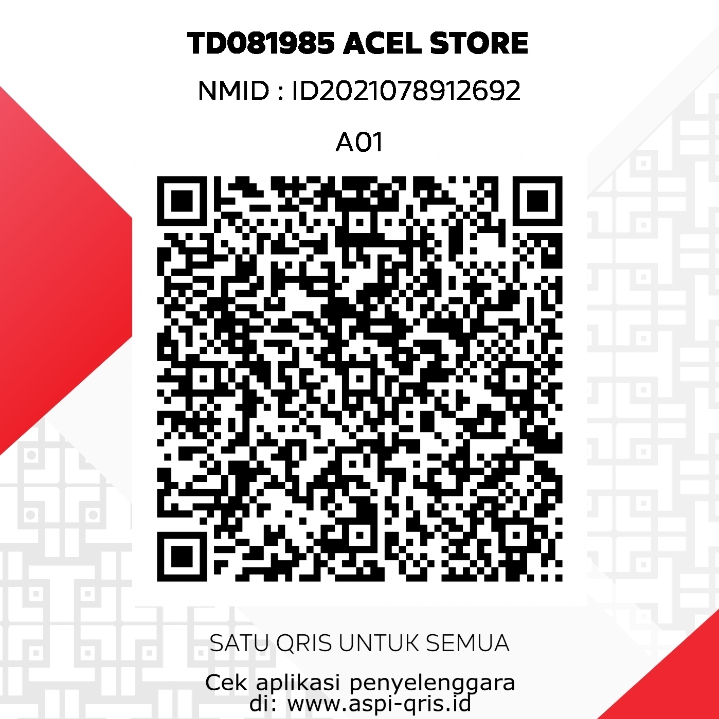 TD081985 ACEL STORE
NMID : ID2021078912692
A01
SATU QRIS UNTUK SEMUA
Cek aplikasi penyelenggara
di: www.aspi-qris.id